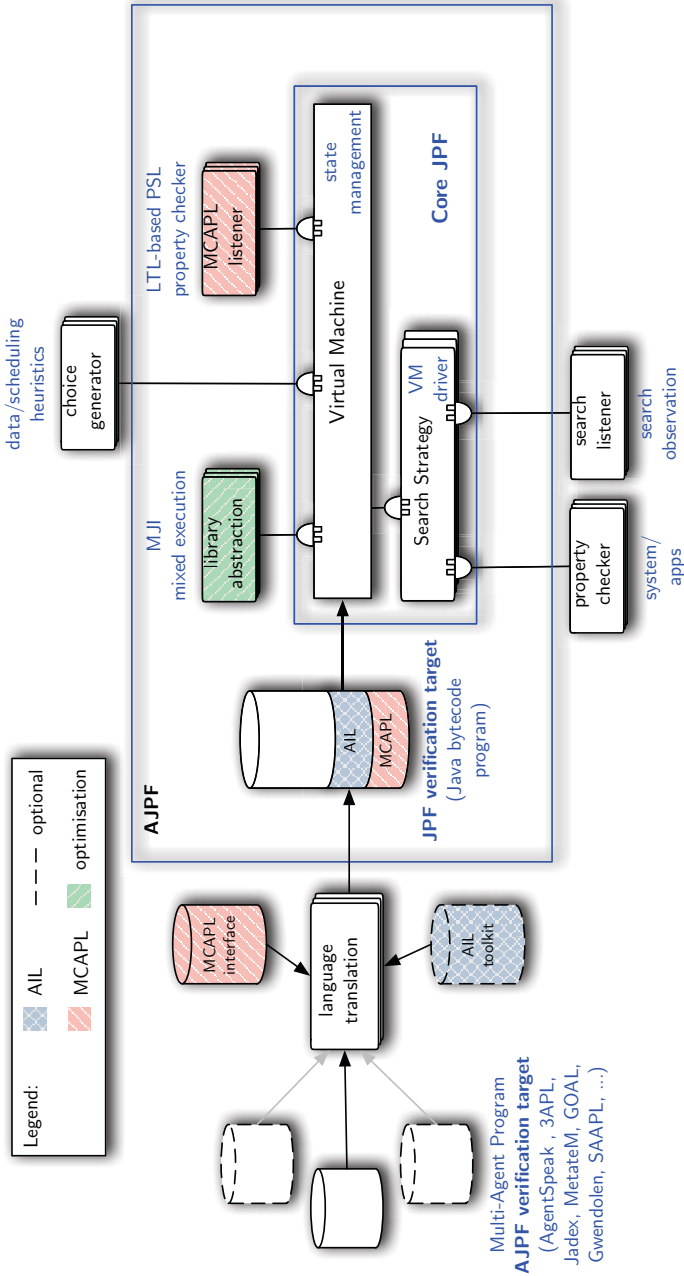 Legend:
AIL
optional
MCAPL
optimisation
data/scheduling
heuristics
choice
generator
AJPF
MJI
mixed execution
library
abstraction
LTL-based PSL
property checker
MCAPL
listener
MCAPL
interface
language
translation
AIL
toolkit
AIL
MCAPL
JPF verification target
(Java bytecode
program)
Virtual Machine
state
management
Search Strategy
VM
driver
Core JPF
Multi-Agent Program
AJPF verification target
(AgentSpeak , 3APL,
Jadex, MetateM, GOAL,
Gwendolen, SAAPL, ...)
property
checker
system/
apps
search
listener
search
observation